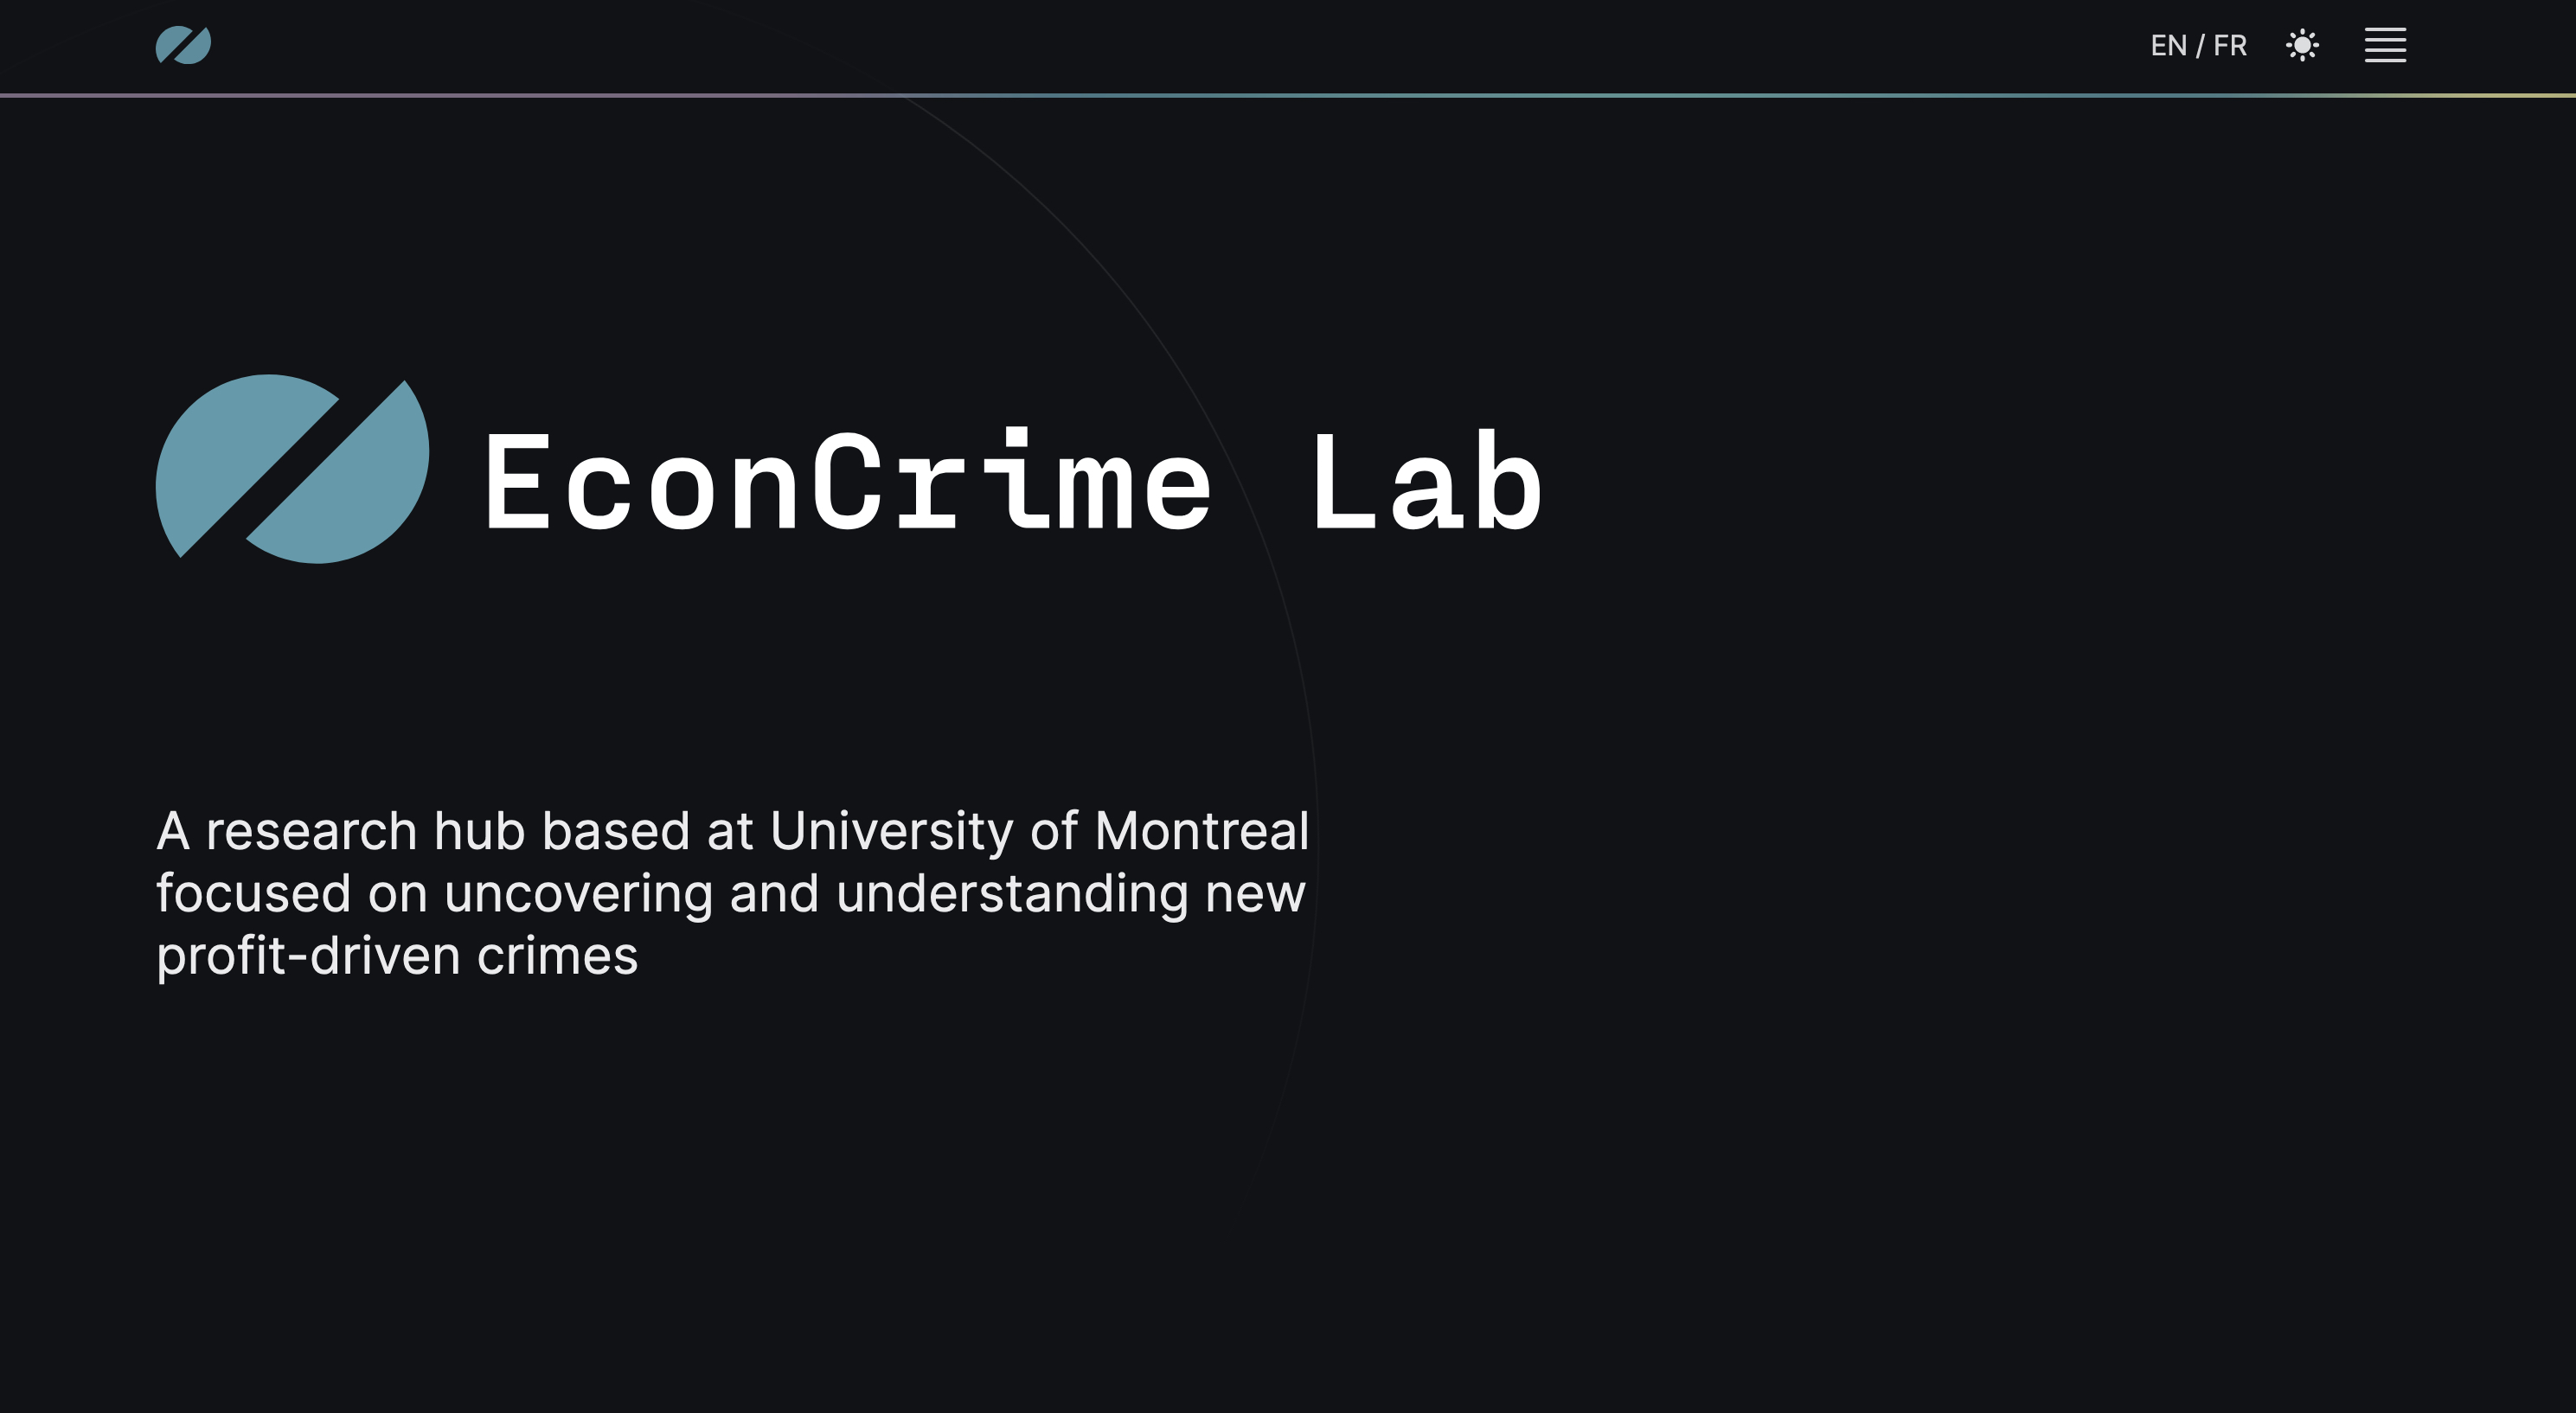 EN / FR
EconCrime Lab
A research hub based at University of Montreal
focused on uncovering and understanding new
profit-driven crimes